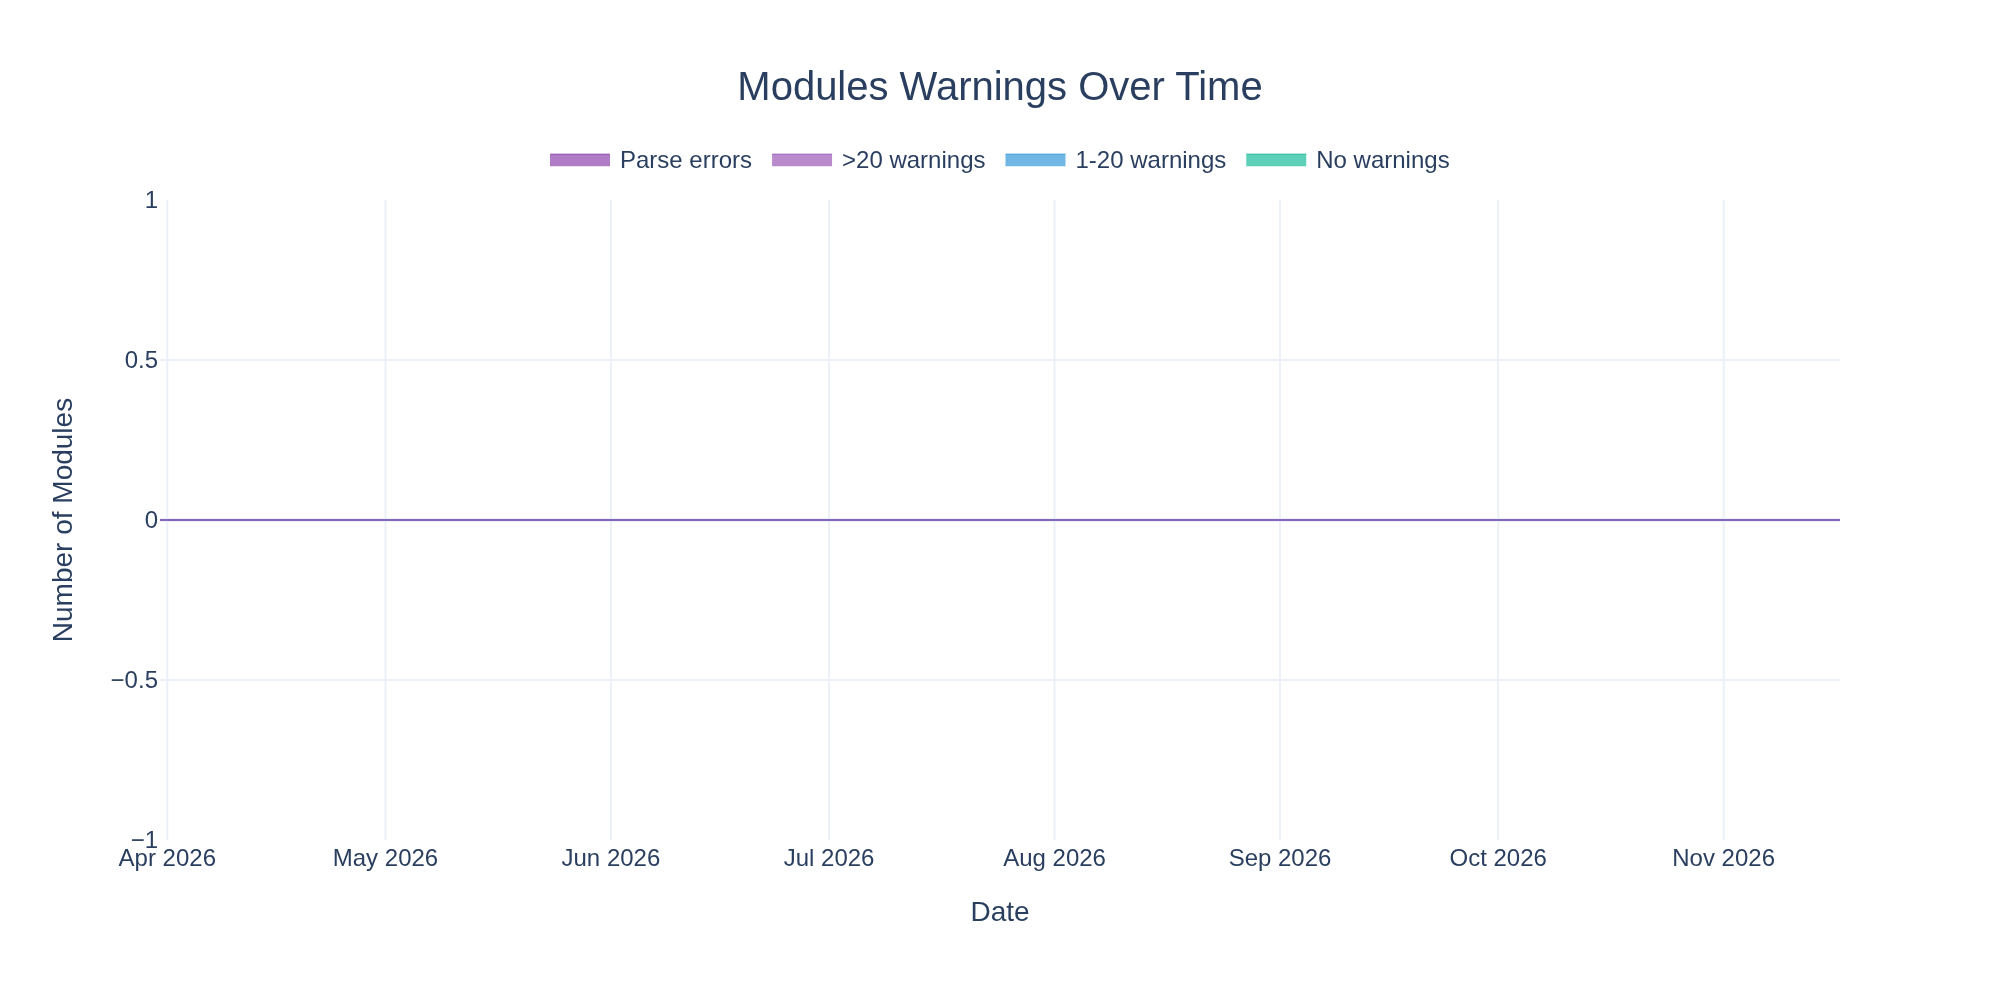 Modules Warnings Over Time
Parse errors >20 warnings 1-20 warnings No warnings
1
0.5
0
−0.5
−1
Number of Modules
Apr 2026 May 2026 Jun 2026 Jul 2026 Aug 2026 Sep 2026 Oct 2026 Nov 2026
Date